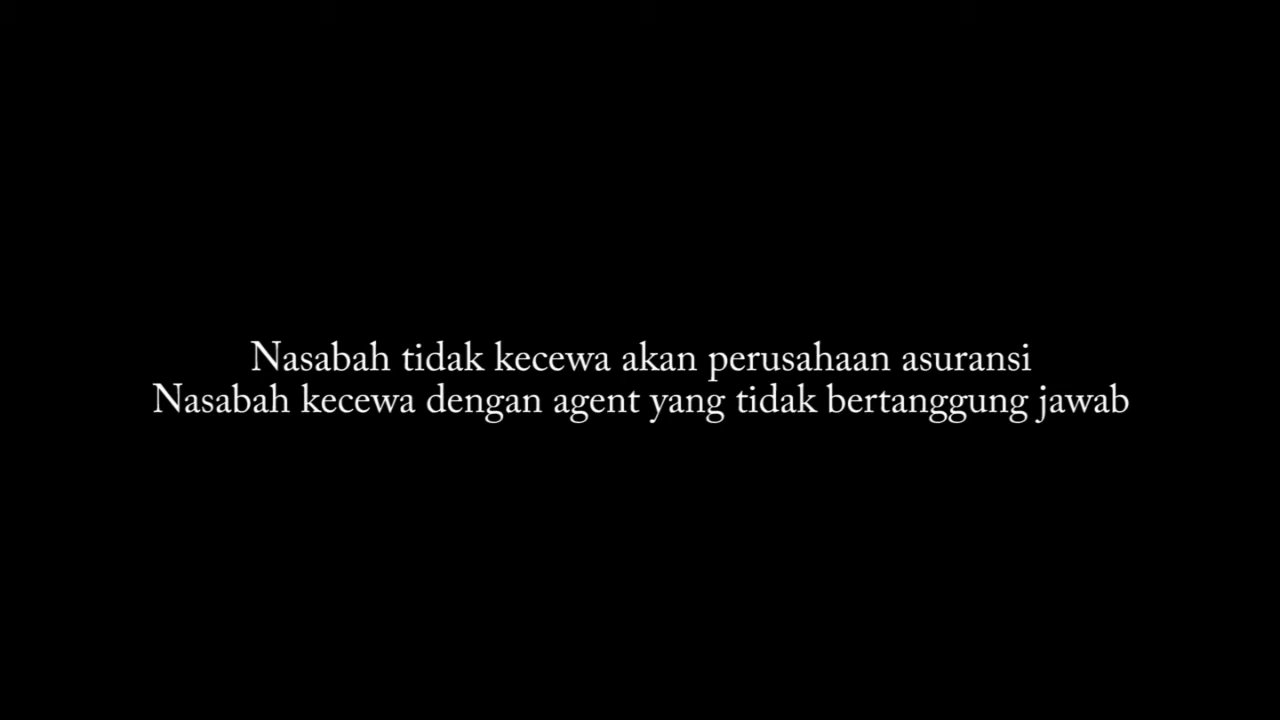 Nasabah tidak kecewa akan perusahaan asuransi
Nasabah kecewa dengan agent yang tidak bertanggung jawab